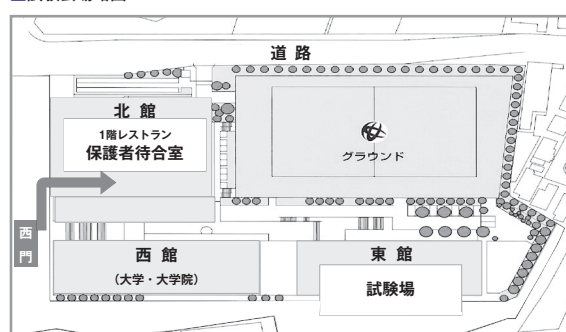 道路
北館
1階レストラン
保護者待合室
グラウンド
西門
西館
(大学・大学院)
東館
試験場